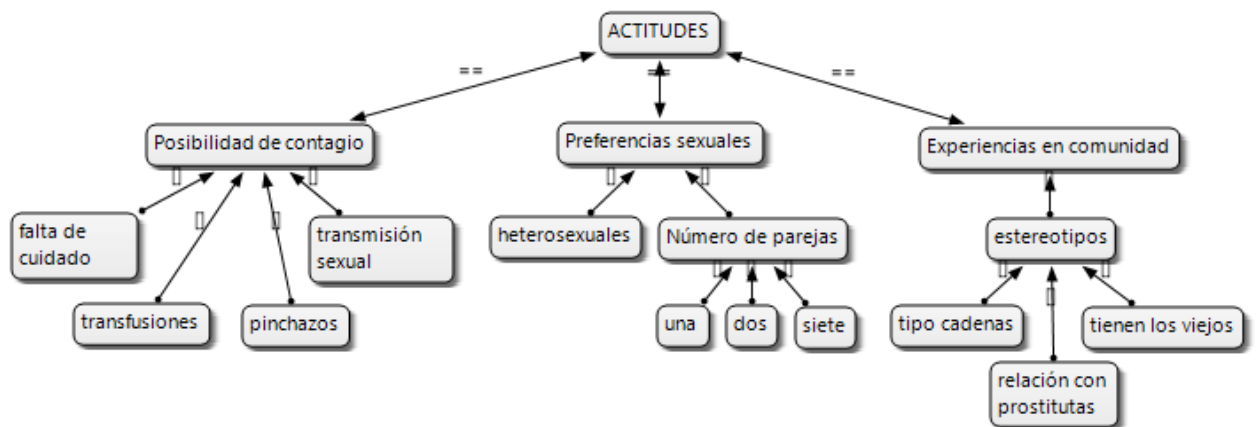 ACTITUDES
==
==
==
Posibilidad de contagio
Preferencias sexuales
Experiencias en comunidad
falta de
cuidado
transfusiones
pinchazos
transmisión
sexual
heterosexuales
Número de parejas
una
dos
siete
estereotipos
tipo cadenas
relación con
prostitutas
tienen los viejos